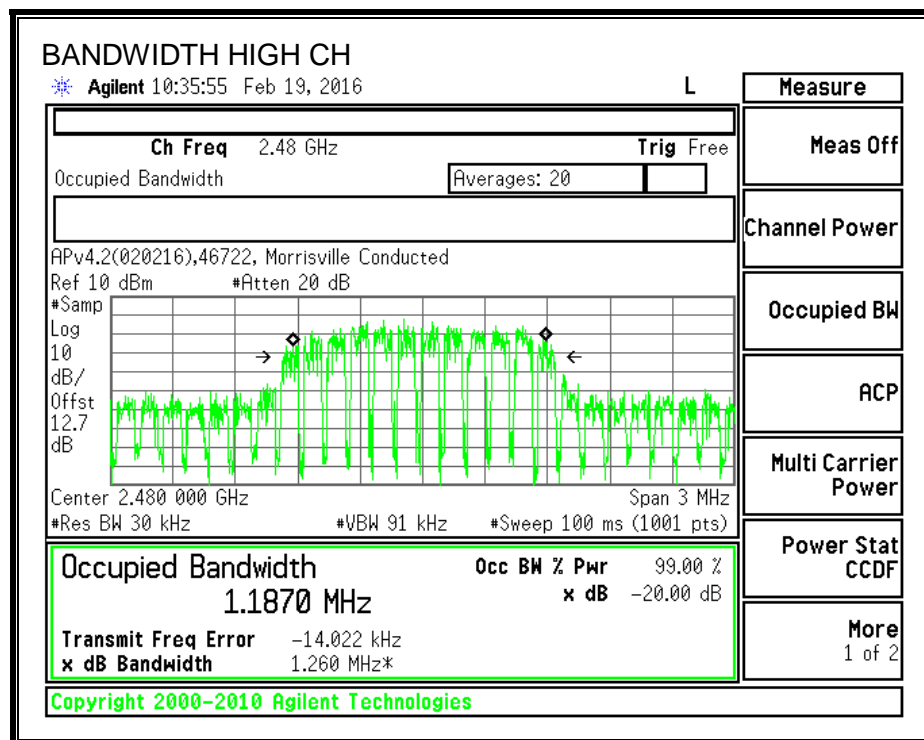 BANDWIDTH HIGH CH
Agilent 10:35:55 Feb 19, 2016 L
Measure
Ch Freq 2.48 GHz Trig Free
Meas Off
Occupied Bandwidth Averages: 20
Channel Power
APv4.2(020216),46722, Morrisville Conducted
Ref 10 dBm #Atten 20 dB
#Samp
Log
10
dB/
Offst
12.7
dB
Occupied BW
ACP
Multi Carrier
Power
Center 2.480 000 GHz Span 3 MHz
#Res BW 30 kHz #VBW 91 kHz #Sweep 100 ms (1001 pts)
Power Stat
CCDF
Occupied Bandwidth Occ BW % Pwr 99.00 %
1.1870 MHz x dB -20.00 dB
Transmit Freq Error -14.022 kHz
x dB Bandwidth 1.260 MHz*
More
1 of 2
Copyright 2000-2010 Agilent Technologies